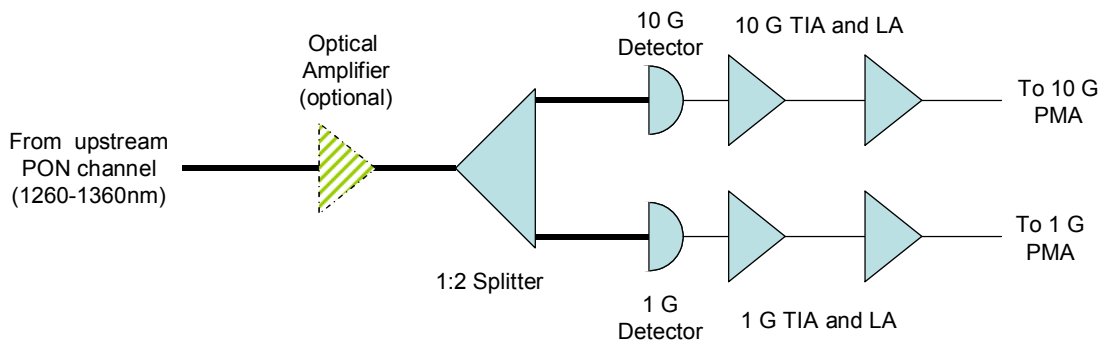 10 G
Detector
10 G TIA and LA
Optical
Amplifier
(optional)
To 10 G
PMA
From upstream
PON channel
(1260-1360nm)
1:2 Splitter
To 1 G
PMA
1 G
Detector
1 G TIA and LA